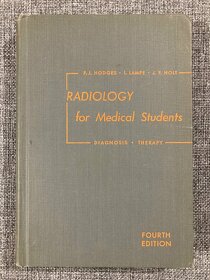 F. J. HODGES · I. LAMPE · J. F. HOLT
RADIOLOGY
for Medical Students
DIAGNOSIS · THERAPY
FOURTH
EDITION